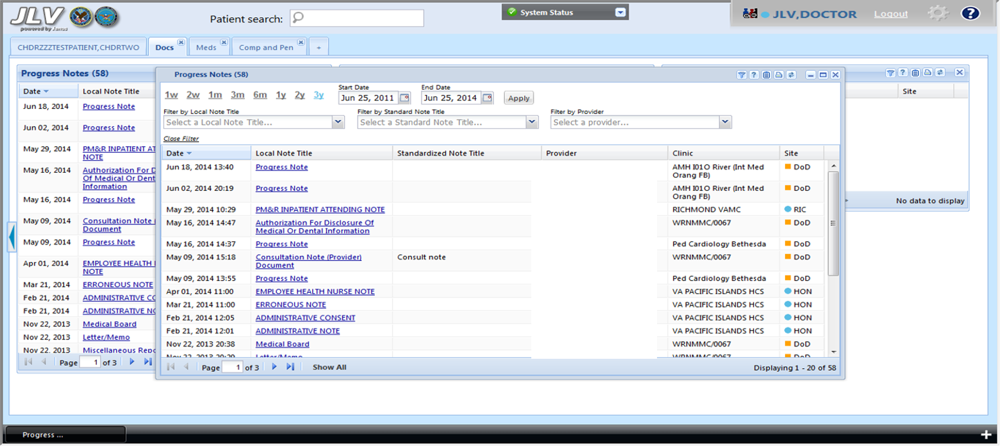 JLV
powered by Janus
Patient search:
System Status
JLV,DOCTOR
Logout
?
CHDRZZZTESTPATIENT,CHDRTWO
Docs
Meds
Comp and Pen
+
Progress Notes (58)
Date
Local Note Title
Jun 18, 2014
Progress Note
Jun 02, 2014
Progress Note
May 29, 2014
PM&R INPATIENT AT
NOTE
May 16, 2014
Authorization For D
Of Medical Or Dent
Information
May 16, 2014
Progress Note
May 09, 2014
Consultation Note (
Document
May 09, 2014
Progress Note
Apr 01, 2014
EMPLOYEE HEALTH
NOTE
Mar 21, 2014
ERRONEOUS NOTE
Feb 21, 2014
ADMINISTRATIVE CO
Feb 21, 2014
ADMINISTRATIVE NO
Nov 22, 2013
Medical Board
Nov 22, 2013
Letter/Memo
Nov 22, 2013
Miscellaneous Repo
Page 1 of 3
Progress Notes (58)
1w 2w 1m 3m 6m 1y 2y 3y
Start Date
Jun 25, 2011
End Date
Jun 25, 2014
Apply
Filter by Local Note Title
Select a Local Note Title...
Filter by Standard Note Title
Select a Standard Note Title...
Filter by Provider
Select a provider...
Close Filter
Date Local Note Title Standardized Note Title Provider Clinic Site
Jun 18, 2014 13:40 Progress Note AMH I01O River (Int Med DoD
Orang FB)
Jun 02, 2014 20:19 Progress Note AMH I01O River (Int Med DoD
Orang FB)
May 29, 2014 10:29 PM&R INPATIENT ATTENDING NOTE RICHMOND VAMC RIC
May 16, 2014 14:47 Authorization For Disclosure Of WRNMMC/0067 DoD
Medical Or Dental Information
May 16, 2014 14:37 Progress Note Ped Cardiology Bethesda DoD
May 09, 2014 15:18 Consultation Note (Provider) Consult note WRNMMC/0067 DoD
Document
May 09, 2014 13:55 Progress Note Ped Cardiology Bethesda DoD
Apr 01, 2014 11:00 EMPLOYEE HEALTH NURSE NOTE VA PACIFIC ISLANDS HCS HON
Mar 21, 2014 11:00 ERRONEOUS NOTE VA PACIFIC ISLANDS HCS HON
Feb 21, 2014 12:05 ADMINISTRATIVE CONSENT VA PACIFIC ISLANDS HCS HON
Feb 21, 2014 12:01 ADMINISTRATIVE NOTE VA PACIFIC ISLANDS HCS HON
Nov 22, 2013 20:38 Medical Board WRNMMC/0067 DoD
Nov 22, 2013 20:29 Letter/Memo WRNMMC/0067 DoD
Page 1 of 3 Show All Displaying 1 - 20 of 58
Site
No data to display
Progress ...